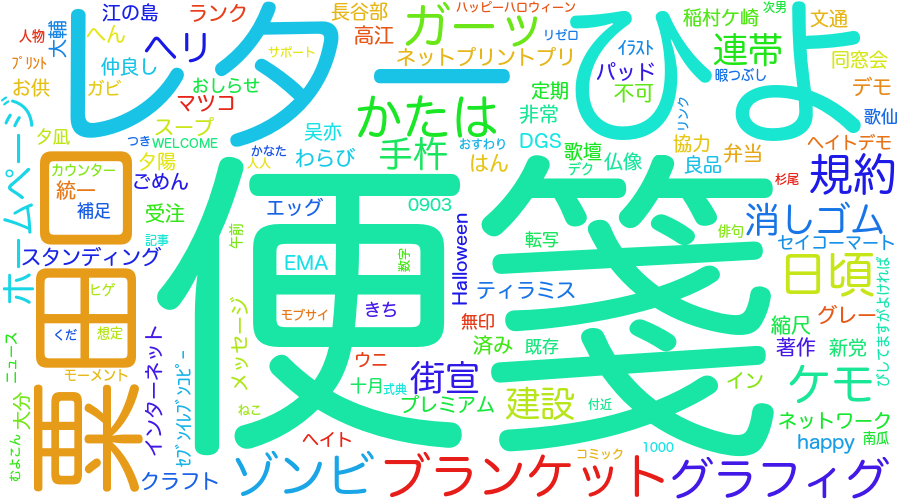 江の島
ランク
長谷部
ハッピーハロウィーン
次男
人物
大輔
へん
ヘリ
高江
ガーッ
リゼロ
稲村ケ崎
文通
レター
ひよ
ﾌﾟﾘﾝﾄ
仲良し
サポート
ネットプリントプリ
ｲﾗｽﾄ
連帯
同窓会
お供
ガビ
おしらせ
パッド
暇つぶし
デモ
マツコ
かたは
定期
不可
リンク
歌仙
夕凪
スープ
呉亦
非常
つき
WELCOME
手杵
おすわり
DGS
協力
ヘイトデモ
ホームページ
カウンター
夕陽
かなた
大人
わらび
はん
歌壇
仏像
良品
弁当
統一
ごめん
デク
杉尾
規約
補足
受注
エッグ
0903
便箋
消しゴム
記事
午前
Halloween
転写
俳句
セイコーマート
スタンディング
EMA
数字
日頃
びしてますがよければ
栗田口
ヒゲ
モブサイ
きち
ティラミス
グレー
くだ
想定
メッセージ
無印
縮尺
ニュース
インターネット
ｾﾌﾞﾝｲﾚﾌﾞﾝｺﾋﾟｰ
ウニ
済み
既存
著作
新党
モーメント
十月
式典
街宣
イン
ケモ
大分
ねこ
プレミアム
建設
付近
ネットワーク
むよこん
ヘイト
コミック
1000
happy
南瓜
クラフト
ゾンビ
ブランケット
グラフィグ